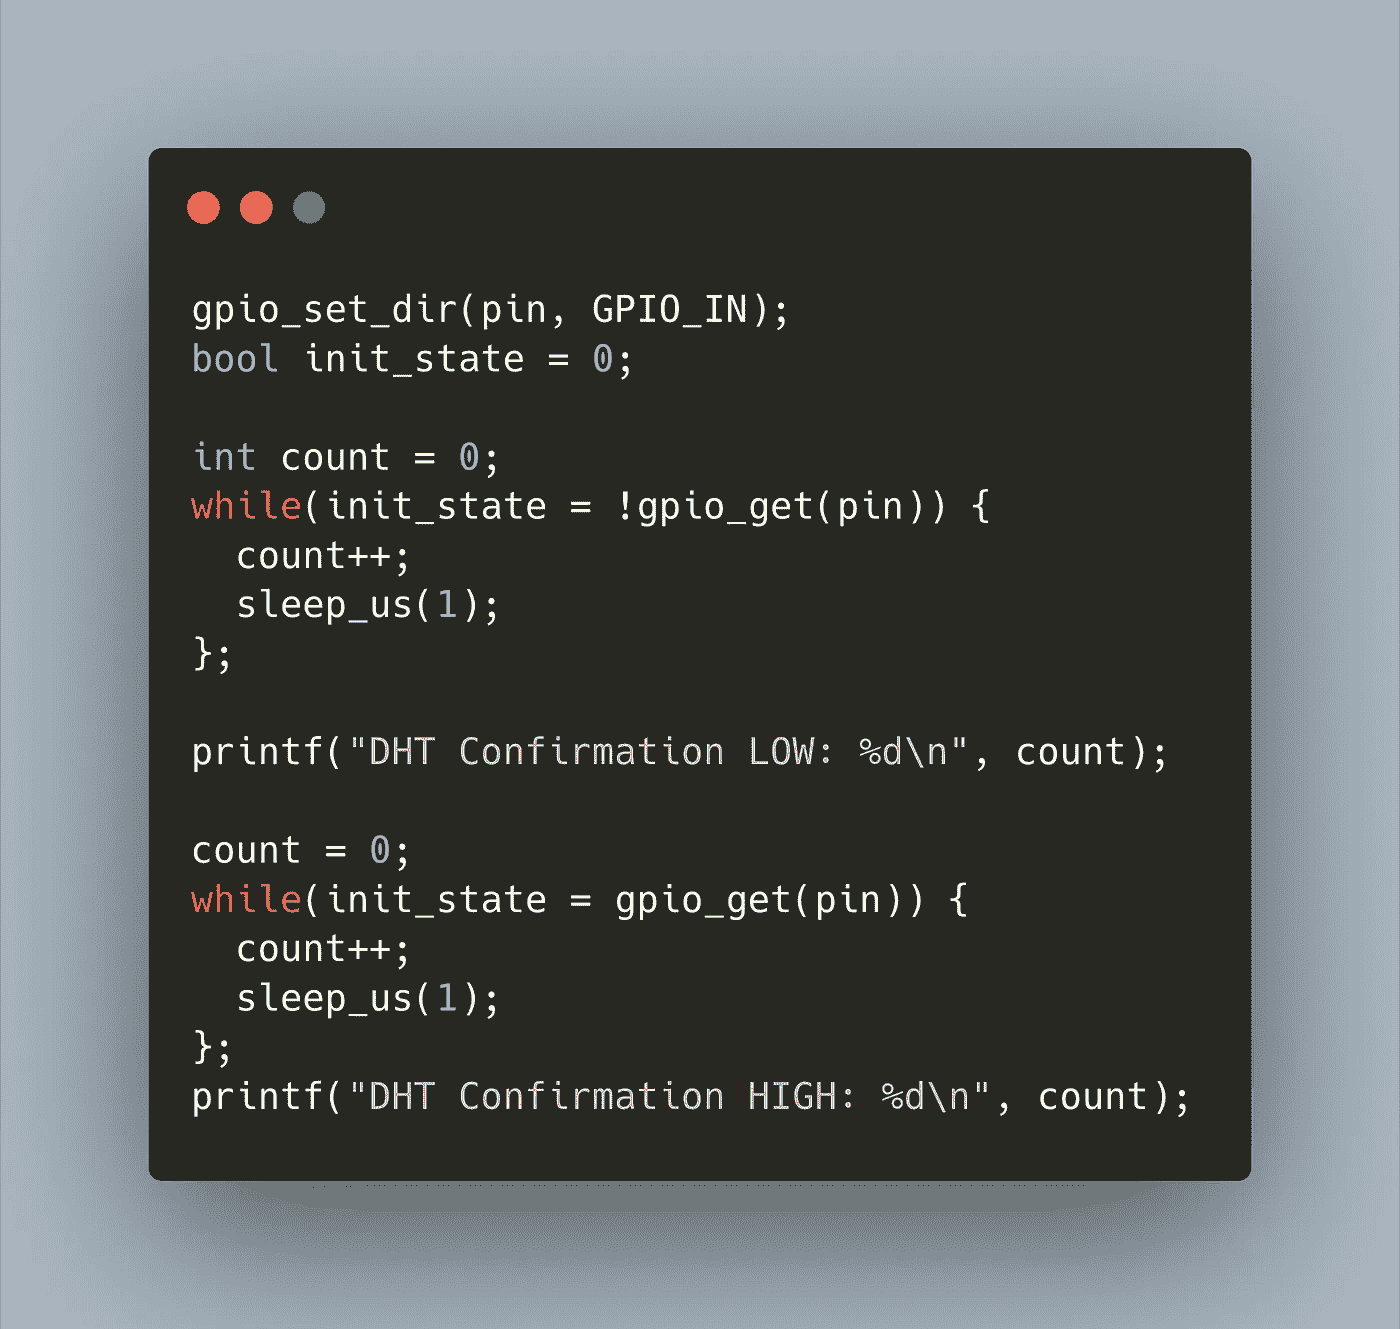 gpio_set_dir(pin, GPIO_IN);
bool init_state = 0;
int count = 0;
while(init_state = !gpio_get(pin)) {
  count++;
  sleep_us(1);
};
printf("DHT Confirmation LOW: %d\n", count);
count = 0;
while(init_state = gpio_get(pin)) {
  count++;
  sleep_us(1);
};
printf("DHT Confirmation HIGH: %d\n", count);